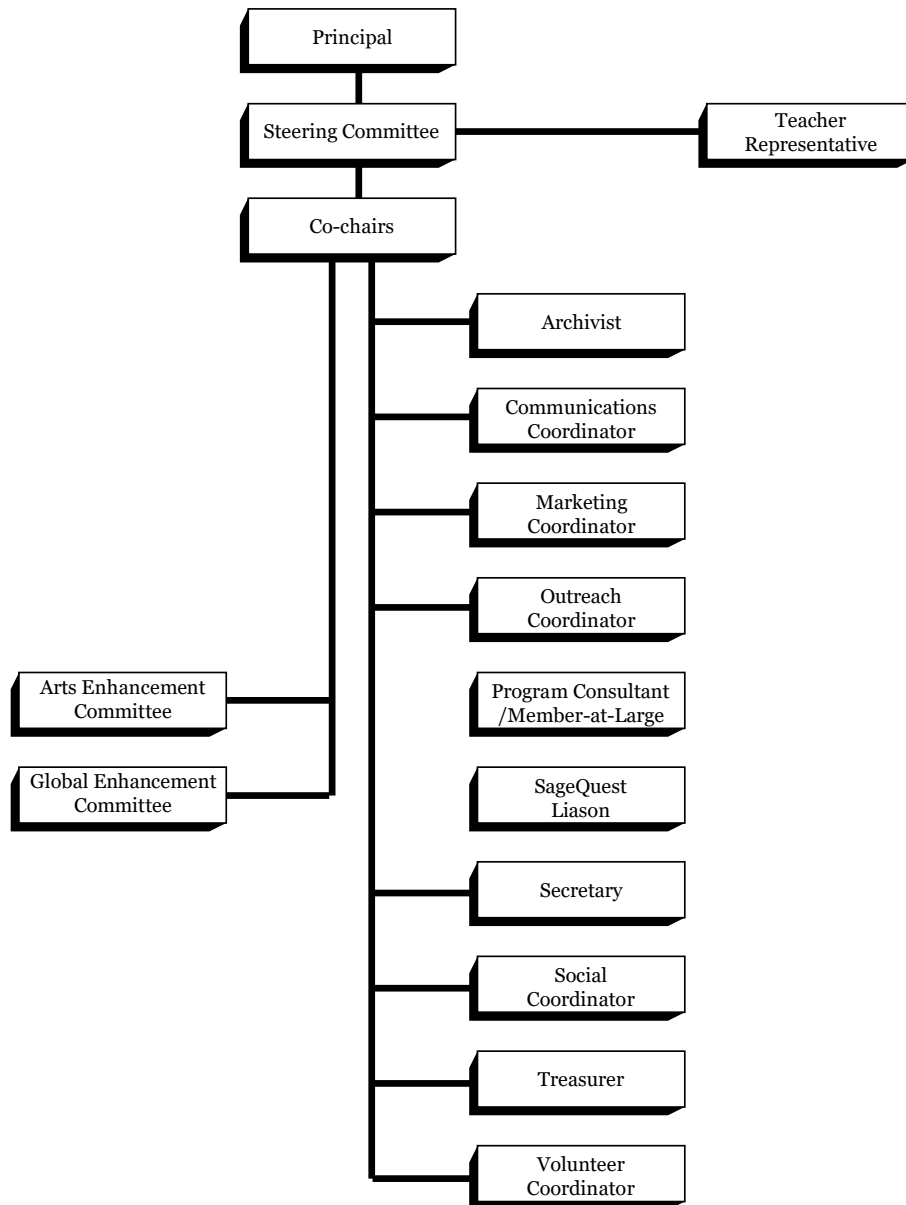 Principal
Steering Committee
Teacher
Representative
Co-chairs
Archivist
Communications
Coordinator
Marketing
Coordinator
Outreach
Coordinator
Arts Enhancement
Committee
Program Consultant
/Member-at-Large
Global Enhancement
Committee
SageQuest
Liason
Secretary
Social
Coordinator
Treasurer
Volunteer
Coordinator